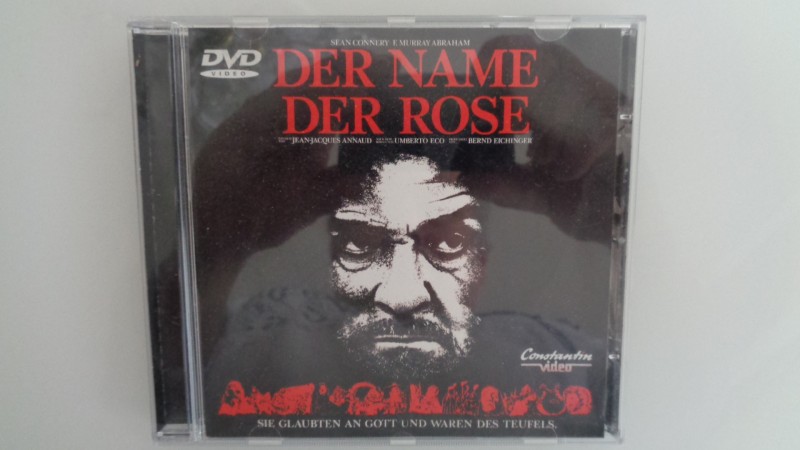 SEAN CONNERY F. MURRAY ABRAHAM
DVD
VIDEO
DER NAME
DER ROSE
JEAN-JACQUES ANNAUD UMBERTO ECO BERND EICHINGER
Constantin
video
SIE GLAUBTEN AN GOTT UND WAREN DES TEUFELS.